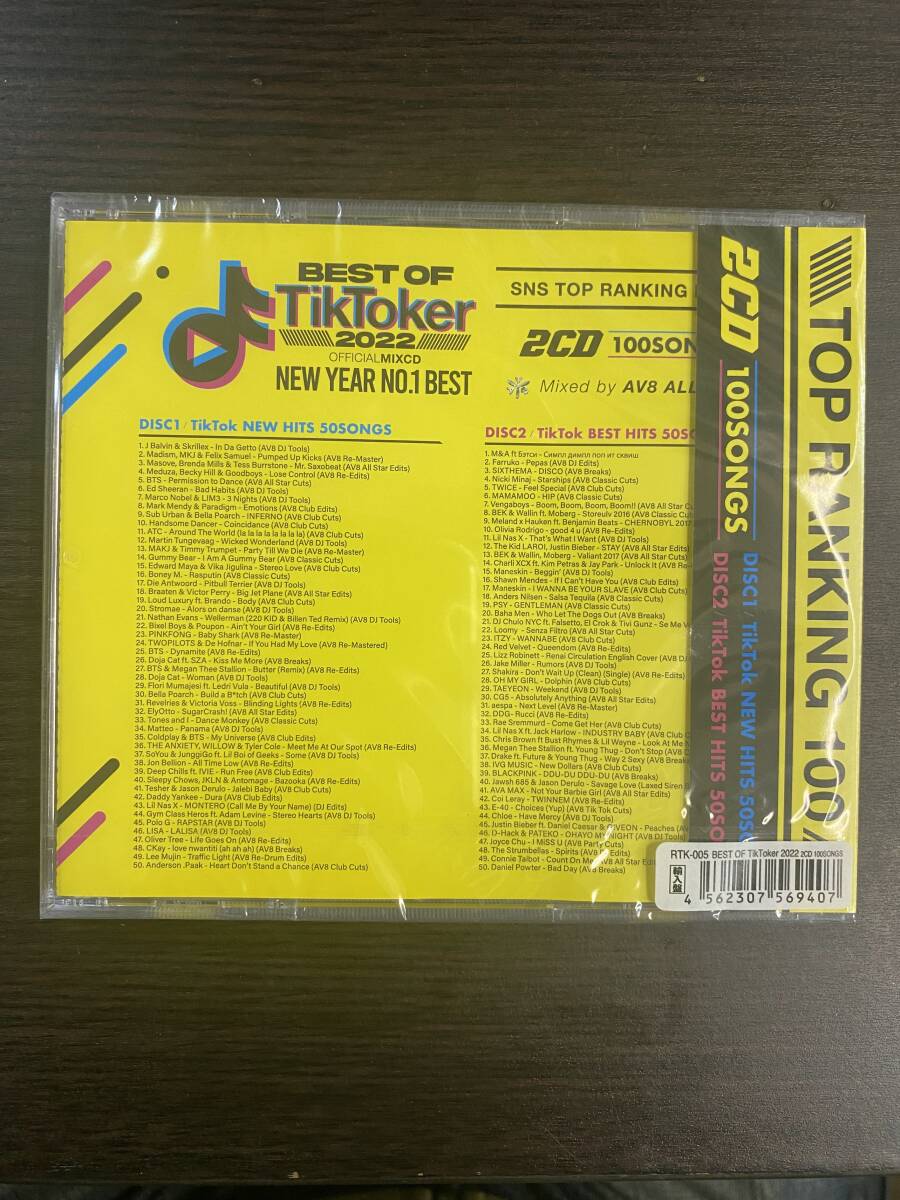 BEST OF
TikToker
2022
OFFICIALMIXCD
NEW YEAR NO.1 BEST
SNS TOP RANKING
2CD 100SON
Mixed by AV8 ALL
DISC1 / TikTok NEW HITS 50SONGS
1. J Balvin & Skrillex - In Da Getto (AV8 DJ Tools)
2. Madism, MKJ & Felix Samuel - Pumped Up Kicks (AV8 Re-Master)
3. Masove, Brenda Mills & Tess Burrstone - Mr. Saxobeat (AV8 All Star Edits)
4. Meduza, Becky Hill & Goodboys - Lose Control (AV8 Re-Edits)
5. BTS - Permission to Dance (AV8 All Star Cuts)
6. Ed Sheeran - Bad Habits (AV8 DJ Tools)
7. Marco Nobel & LIM3 - 3 Nights (AV8 DJ Tools)
8. Mark Mendy & Paradigm - Emotions (AV8 Club Edits)
9. Sub Urban & Bella Poarch - INFERNO (AV8 Club Cuts)
10. Handsome Dancer - Coincidance (AV8 Club Cuts)
11. ATC - Around The World (la la la la la la la la) (AV8 Club Cuts)
12. Martin Tungevaag - Wicked Wonderland (AV8 DJ Tools)
13. MAKJ & Timmy Trumpet - Party Till We Die (AV8 Re-Master)
14. Gummy Bear - I Am A Gummy Bear (AV8 Classic Cuts)
15. Edward Maya & Vika Jigulina - Stereo Love (AV8 Club Cuts)
16. Boney M. - Rasputin (AV8 Classic Cuts)
17. Die Antwoord - Pitbull Terrier (AV8 DJ Tools)
18. Braaten & Victor Perry - Big Jet Plane (AV8 All Star Edits)
19. Loud Luxury ft. Brando - Body (AV8 Club Cuts)
20. Stromae - Alors on danse (AV8 DJ Tools)
21. Nathan Evans - Wellerman (220 KID & Billen Ted Remix) (AV8 DJ Tools)
22. Bixel Boys & Poupon - Ain't Your Girl (AV8 Re-Edits)
23. PINKFONG - Baby Shark (AV8 Re-Master)
24. TWOPILOTS & De Hofnar - If You Had My Love (AV8 Re-Mastered)
25. BTS - Dynamite (AV8 Re-Edits)
26. Doja Cat ft. SZA - Kiss Me More (AV8 Breaks)
27. BTS & Megan Thee Stallion - Butter (Remix) (AV8 Re-Edits)
28. Doja Cat - Woman (AV8 DJ Tools)
29. Flori Mumajesi ft. Ledri Vula - Beautiful (AV8 DJ Tools)
30. Bella Poarch - Build a B*tch (AV8 Club Cuts)
31. Revelries & Victoria Voss - Blinding Lights (AV8 Re-Edits)
32. ElyOtto - SugarCrash! (AV8 All Star Edits)
33. Tones and I - Dance Monkey (AV8 Classic Cuts)
34. Matteo - Panama (AV8 DJ Tools)
35. Coldplay & BTS - My Universe (AV8 Club Edits)
36. THE ANXIETY, WILLOW & Tyler Cole - Meet Me At Our Spot (AV8 Re-Edits)
37. SoYou & JunggiGo ft. Lil Boi of Geeks - Some (AV8 DJ Tools)
38. Jon Bellion - All Time Low (AV8 Re-Edits)
39. Deep Chills ft. IVIE - Run Free (AV8 Club Edits)
40. Sleepy Chows, JKLN & Antomage - Bazooka (AV8 Re-Edits)
41. Tesher & Jason Derulo - Jalebi Baby (AV8 Club Cuts)
42. Daddy Yankee - Dura (AV8 Club Edits)
43. Lil Nas X - MONTERO (Call Me By Your Name) (DJ Edits)
44. Gym Class Heros ft. Adam Levine - Stereo Hearts (AV8 DJ Tools)
45. Polo G - RAPSTAR (AV8 DJ Tools)
46. LISA - LALISA (AV8 DJ Tools)
47. Oliver Tree - Life Goes On (AV8 Re-Edits)
48. CKay - love nwantiti (ah ah ah) (AV8 Breaks)
49. Lee Mujin - Traffic Light (AV8 Re-Drum Edits)
50. Anderson .Paak - Heart Don't Stand a Chance (AV8 Club Cuts)
DISC2 / TikTok BEST HITS 50SO
1. M&A ft Бэтси - Симпл димпл поп ит сквиш
2. Farruko - Pepas (AV8 DJ Edits)
3. SIXTHEMA - DISCO (AV8 Breaks)
4. Nicki Minaj - Starships (AV8 Classic Cuts)
5. TWICE - Feel Special (AV8 Club Cuts)
6. MAMAMOO - HIP (AV8 Classic Cuts)
7. Vengaboys - Boom, Boom, Boom, Boom!! (AV8 All Star Cuts)
8. BEK & Wallin ft. Moberg - Storeulv 2016 (AV8 Classic Cuts)
9. Meland x Hauken ft. Benjamin Beats - CHERNOBYL 2017
10. Olivia Rodrigo - good 4 u (AV8 Re-Edits)
11. Lil Nas X - That's What I Want (AV8 DJ Tools)
12. The Kid LAROI, Justin Bieber - STAY (AV8 All Star Edits)
13. BEK & Wallin, Moberg - Valiant 2017 (AV8 All Star Cuts)
14. Charli XCX ft. Kim Petras & Jay Park - Unlock It (AV8 Re-
15. Maneskin - Beggin' (AV8 DJ Tools)
16. Shawn Mendes - If I Can't Have You (AV8 Club Edits)
17. Maneskin - I WANNA BE YOUR SLAVE (AV8 Club Cuts)
18. Anders Nilsen - Salsa Tequila (AV8 Classic Cuts)
19. PSY - GENTLEMAN (AV8 Classic Cuts)
20. Baha Men - Who Let The Dogs Out (AV8 Breaks)
21. DJ Chulo NYC ft. Falsetto, El Crok & Tivi Gunz - Se Me V
22. Loomy - Senza Filtro (AV8 All Star Cuts)
23. ITZY - WANNABE (AV8 Club Cuts)
24. Red Velvet - Queendom (AV8 Re-Edits)
25. Lizz Robinett - Renai Circulation English Cover (AV8 DJ
26. Jake Miller - Rumors (AV8 DJ Tools)
27. Shakira - Don't Wait Up (Clean) (Single) (AV8 Re-Edits)
28. OH MY GIRL - Dolphin (AV8 Club Cuts)
29. TAEYEON - Weekend (AV8 DJ Tools)
30. CG5 - Absolutely Anything (AV8 Club Cuts)
31. aespa - Next Level (AV8 Re-Master)
32. DDG- Rucci (AV8 Re-Edits)
33. Rae Sremmurd - Come Get Her (AV8 Club Cuts)
34. Lil Nas X ft. Jack Harlow - INDUSTRY BABY (AV8 Club
35. Chris Brown ft Bust Rhymes & Lil Wayne - Look At Me N
36. Megan Thee Stallion ft. Young Thug - Don't Stop (AV8 C
37. Drake ft. Future & Young Thug - Way 2 Sexy (AV8 Break
38. IVG MUSIC - New Dollars (AV8 Club Cuts)
39. BLACKPINK - DDU-DU DDU-DU (AV8 Breaks)
40. Jawsh 685 & Jason Derulo - Savage Love (Laxed Siren B
41. AVA MAX - Not Your Barbie Girl (AV8 All Star Edits)
42. Coi Leray - TWINNEM (AV8 Re-Edits)
43. E-40 - Choices (Yup) (AV8 Tik Tok Cuts)
44. Chloe - Have Mercy (AV8 DJ Tools)
45. Justin Bieber ft. Daniel Caesar & GIVEON - Peaches (AV
46. D-Hack & PATEKO - OHAYO MY NIGHT (AV8 DJ Tools)
47. Joyce Chu - I MiSS U (AV8 Party Cuts)
48. The Strumbellas - Spirits (AV8 Re-Edits)
49. Connie Talbot - Count On Me (AV8 All Star Edits)
50. Daniel Powter - Bad Day (AV8 Breaks)
TOP RANKING 100
2CD 100SONGS
DISC1 / TikTok NEW HITS 50SO
DISC2 / TikTok BEST HITS 50SO
RTK-005 BEST OF TikToker 2022 2CD 100SONGS
輸入盤
4 562307 569407